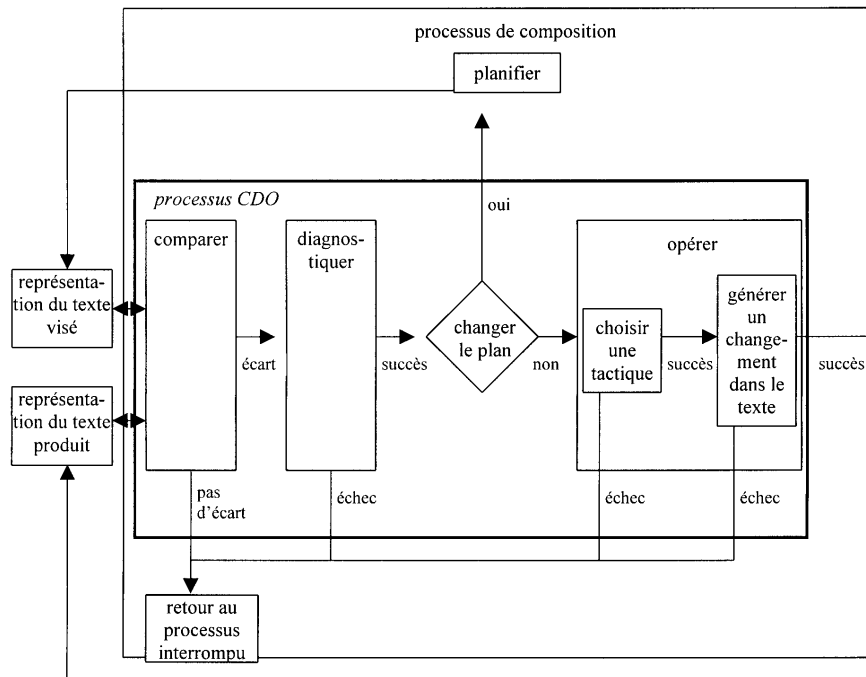 processus de composition
planifier
processus CDO
oui
comparer
diagnos-
tiquer
opérer
représenta-
tion du texte
visé
changer
le plan
choisir
une
tactique
générer
un
change-
ment
dans le
texte
écart
succès
non
succès
succès
représenta-
tion du texte
produit
pas
d'écart
échec
échec
échec
retour au
processus
interrompu